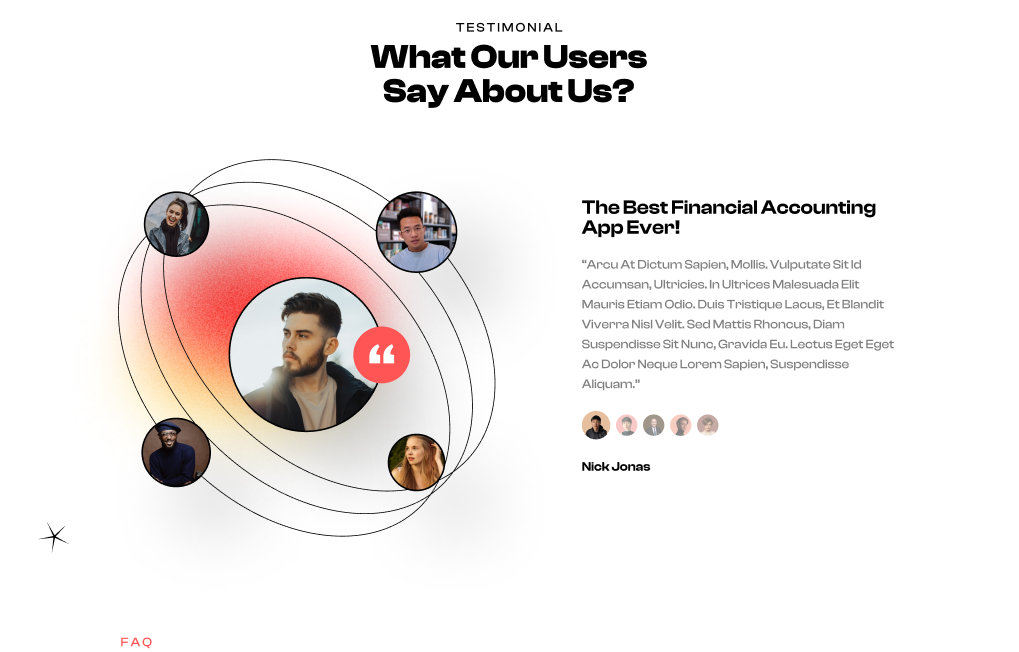 TESTIMONIAL
What Our Users
Say About Us?
The Best Financial Accounting
App Ever!
“Arcu At Dictum Sapien, Mollis. Vulputate Sit Id
Accumsan, Ultricies. In Ultrices Malesuada Elit
Mauris Etiam Odio. Duis Tristique Lacus, Et Blandit
Viverra Nisl Velit. Sed Mattis Rhoncus, Diam
Suspendisse Sit Nunc, Gravida Eu. Lectus Eget Eget
Ac Dolor Neque Lorem Sapien, Suspendisse
Aliquam.”
Nick Jonas
FAQ